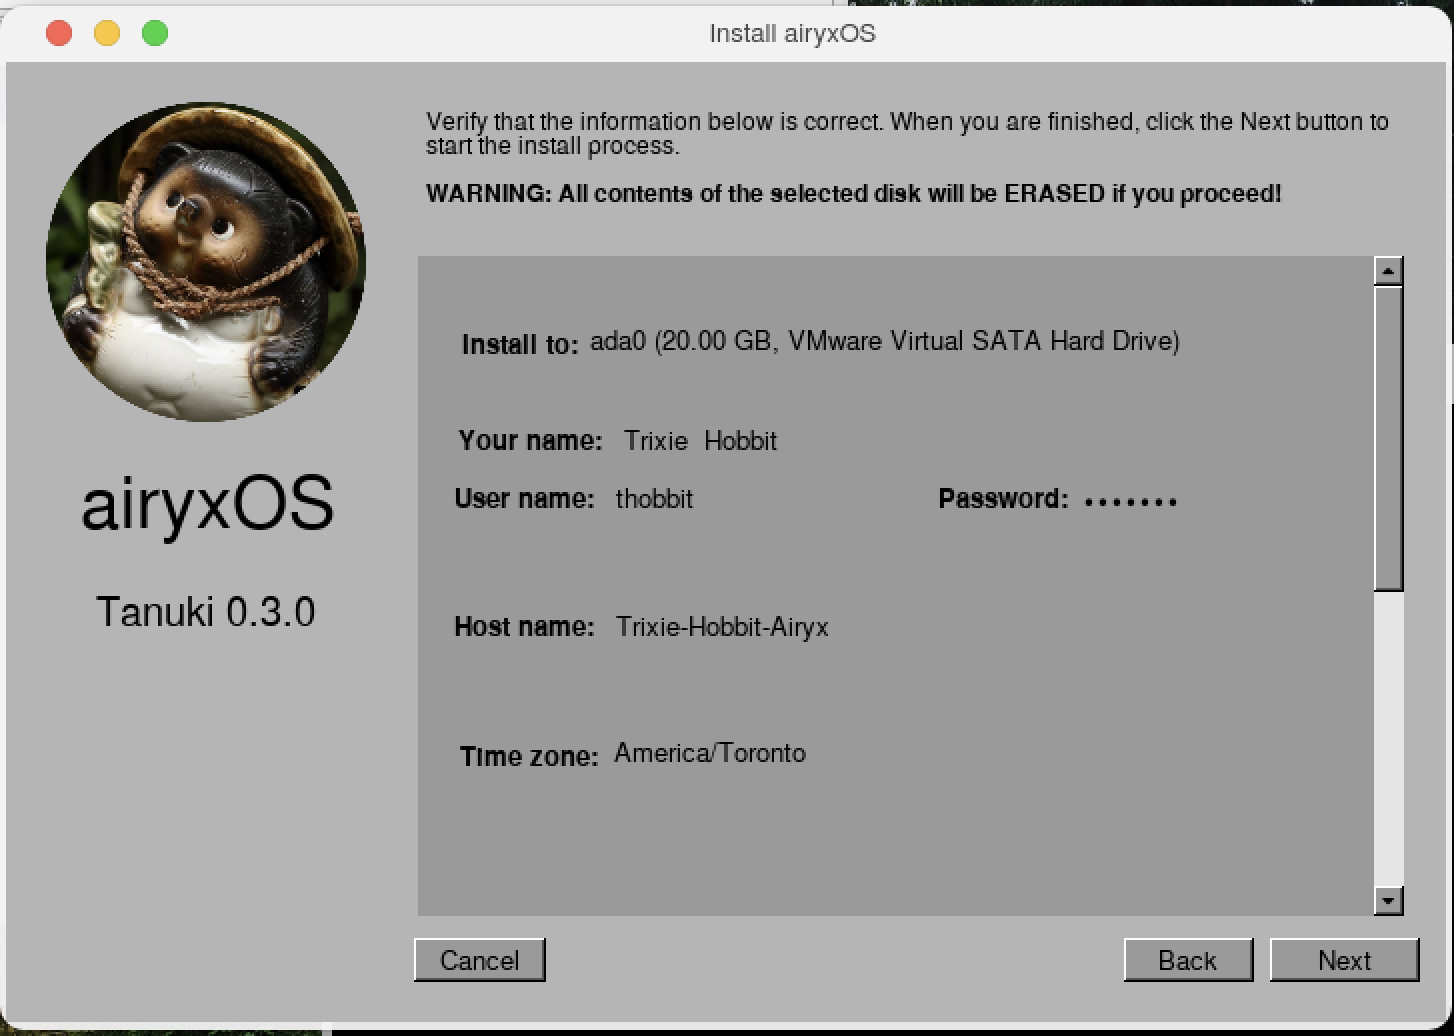 Install airyxOS
Verify that the information below is correct. When you are finished, click the Next button to
start the install process.
WARNING: All contents of the selected disk will be ERASED if you proceed!
Install to: ada0 (20.00 GB, VMware Virtual SATA Hard Drive)
Your name: Trixie Hobbit
User name: thobbit Password: •••••••
Host name: Trixie-Hobbit-Airyx
Time zone: America/Toronto
airyxOS
Tanuki 0.3.0
Cancel Back Next